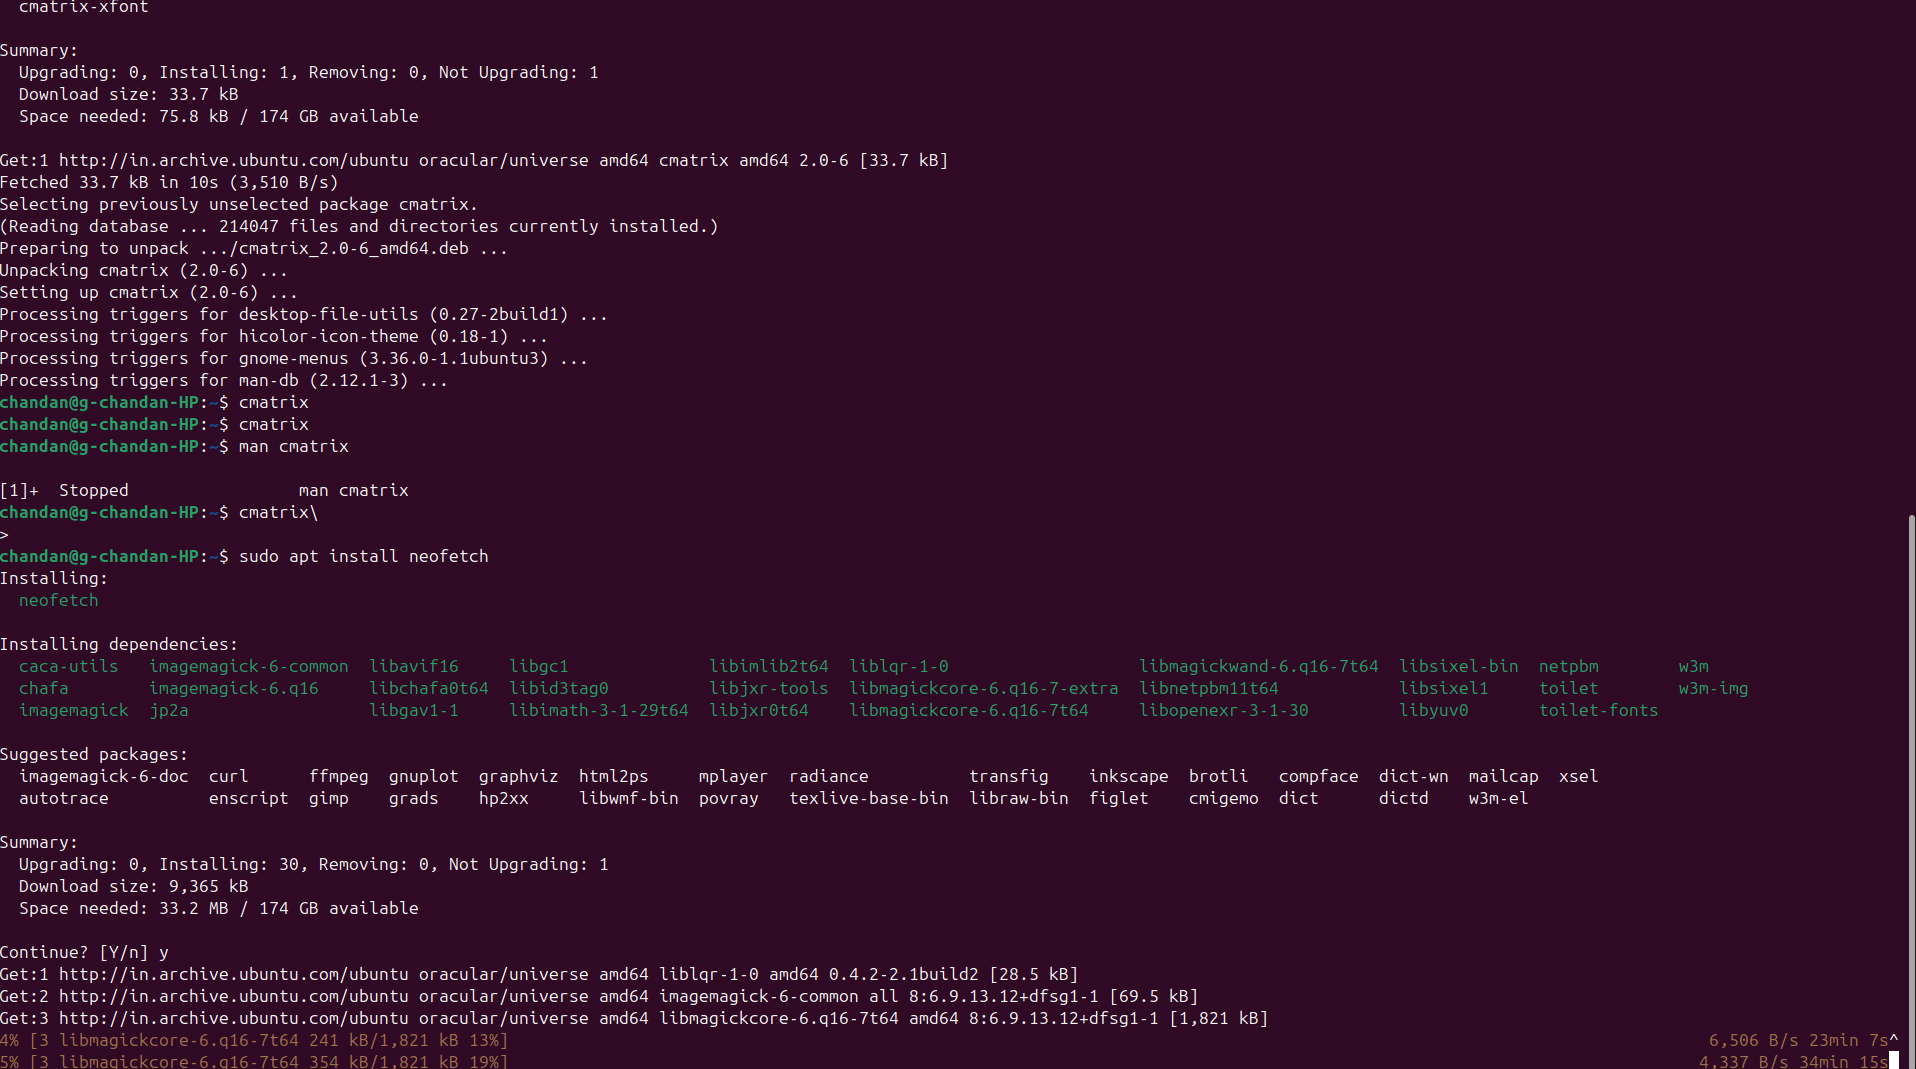 cmatrix-xfont
Summary:
Upgrading: 0, Installing: 1, Removing: 0, Not Upgrading: 1
Download size: 33.7 kB
Space needed: 75.8 kB / 174 GB available
Get:1 http://in.archive.ubuntu.com/ubuntu oracular/universe amd64 cmatrix amd64 2.0-6 [33.7 kB]
Fetched 33.7 kB in 10s (3,510 B/s)
Selecting previously unselected package cmatrix.
(Reading database ... 214047 files and directories currently installed.)
Preparing to unpack .../cmatrix_2.0-6_amd64.deb ...
Unpacking cmatrix (2.0-6) ...
Setting up cmatrix (2.0-6) ...
Processing triggers for desktop-file-utils (0.27-2build1) ...
Processing triggers for hicolor-icon-theme (0.18-1) ...
Processing triggers for gnome-menus (3.36.0-1.1ubuntu3) ...
Processing triggers for man-db (2.12.1-3) ...
chandan@g-chandan-HP:~$ cmatrix
chandan@g-chandan-HP:~$ cmatrix
chandan@g-chandan-HP:~$ man cmatrix
[1]+  Stopped                 man cmatrix
chandan@g-chandan-HP:~$ cmatrix\
>
chandan@g-chandan-HP:~$ sudo apt install neofetch
Installing:
neofetch
Installing dependencies:
caca-utils   imagemagick-6-common  libavif16     libgc1              libimlib2t64  liblqr-1-0                   libmagickwand-6.q16-7t64  libsixel-bin  netpbm        w3m
chafa        imagemagick-6.q16     libchafa0t64  libid3tag0          libjxr-tools  libmagickcore-6.q16-7-extra  libnetpbm11t64            libsixel1     toilet        w3m-img
imagemagick  jp2a                  libgav1-1     libimath-3-1-29t64  libjxr0t64    libmagickcore-6.q16-7t64     libopenexr-3-1-30         libyuv0       toilet-fonts
Suggested packages:
imagemagick-6-doc  curl      ffmpeg  gnuplot  graphviz  html2ps     mplayer  radiance          transfig    inkscape  brotli   compface  dict-wn  mailcap  xsel
autotrace          enscript  gimp    grads    hp2xx     libwmf-bin  povray   texlive-base-bin  libraw-bin  figlet    cmigemo  dict      dictd    w3m-el
Summary:
Upgrading: 0, Installing: 30, Removing: 0, Not Upgrading: 1
Download size: 9,365 kB
Space needed: 33.2 MB / 174 GB available
Continue? [Y/n] y
Get:1 http://in.archive.ubuntu.com/ubuntu oracular/universe amd64 liblqr-1-0 amd64 0.4.2-2.1build2 [28.5 kB]
Get:2 http://in.archive.ubuntu.com/ubuntu oracular/universe amd64 imagemagick-6-common all 8:6.9.13.12+dfsg1-1 [69.5 kB]
Get:3 http://in.archive.ubuntu.com/ubuntu oracular/universe amd64 libmagickcore-6.q16-7t64 amd64 8:6.9.13.12+dfsg1-1 [1,821 kB]
4% [3 libmagickcore-6.q16-7t64 241 kB/1,821 kB 13%] 6,506 B/s 23min 7s^
5% [3 libmagickcore-6.q16-7t64 354 kB/1,821 kB 19%] 4,337 B/s 34min 15s